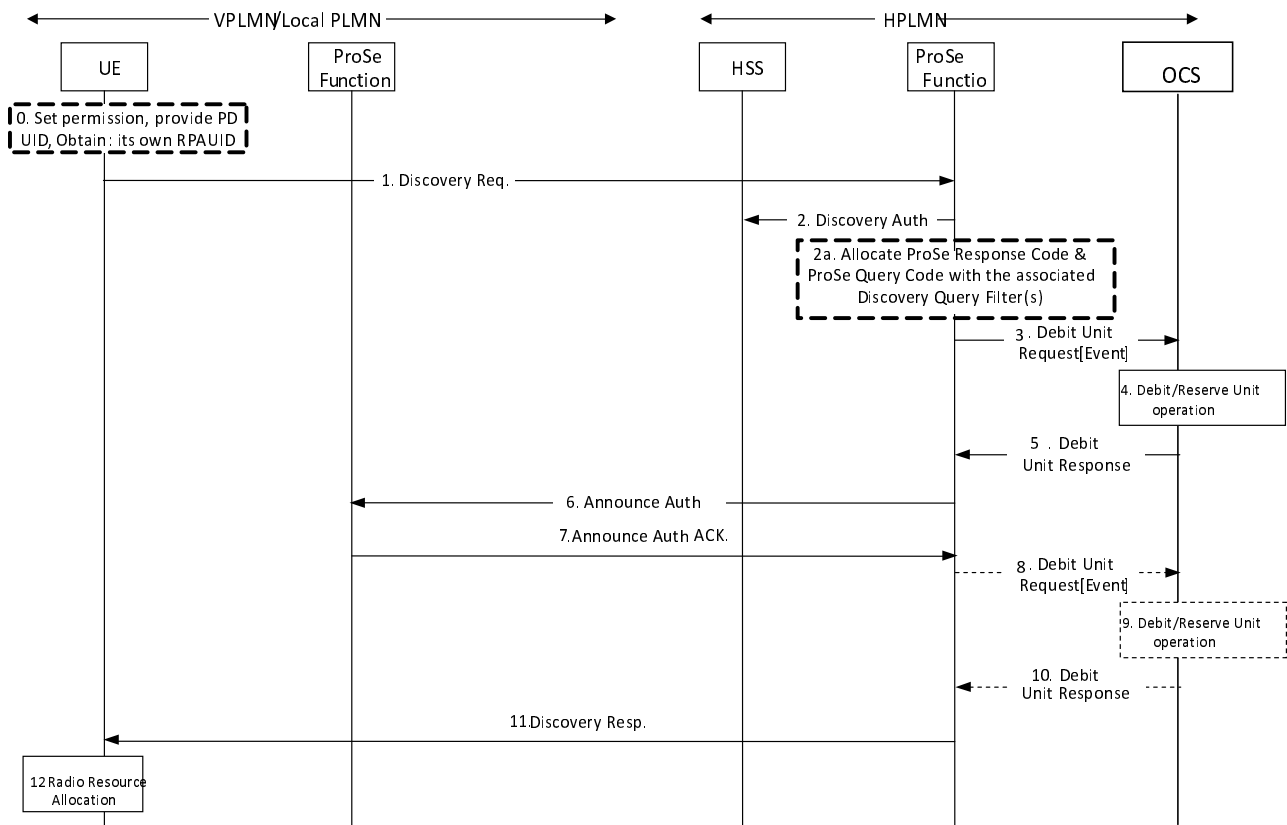 VPLMN/Local PLMN
HPLMN
UE
ProSe
Function
HSS
ProSe
Functio
OCS
0. Set permission, provide PD
UID, Obtain: its own RPAUID
1. Discovery Req.
2. Discovery Auth
2a. Allocate ProSe Response Code &
ProSe Query Code with the associated
Discovery Query Filter(s)
3. Debit Unit
Request[Event]
4. Debit/Reserve Unit
operation
5 . Debit
Unit Response
6. Announce Auth
7.Announce Auth ACK.
8. Debit Unit
Request[Event]
9. Debit/Reserve Unit
operation
10. Debit
Unit Response
11.Discovery Resp.
12 Radio Resource
Allocation